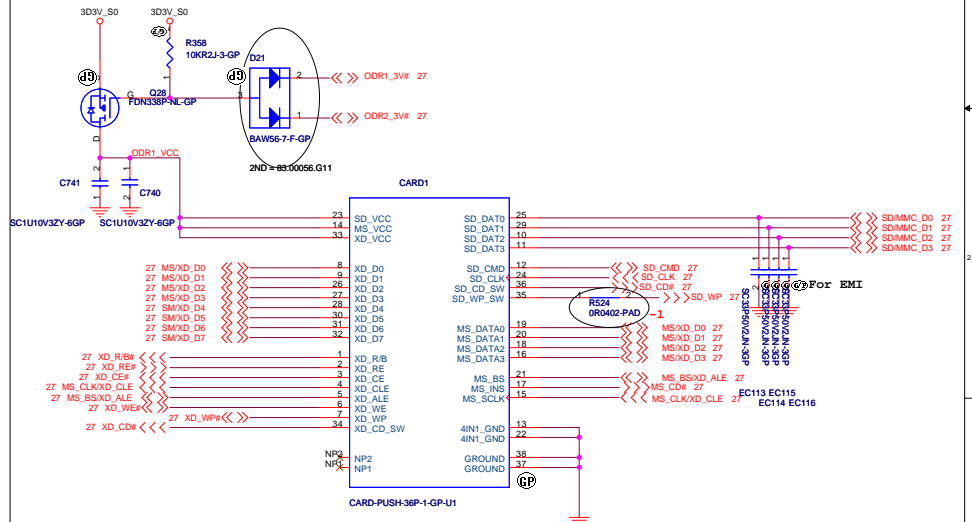 3D3V_S0
3D3V_S0
R358
10KR2J-3-GP
1
D21
2
ODR1_3V# 27
Q28
G
FDN338P-NL-GP
3
1
ODR2_3V# 27
BAW56-7-F-GP
D
ODR1_VCC
2ND = 83.00056.G11
2
1
C741
C740
1
2
SC1U10V3ZY-6GP
SC1U10V3ZY-6GP
CARD1
23 SD_VCC
14 MS_VCC
33 XD_VCC
SD_DAT0 25
SD_DAT1 29
SD_DAT2 10
SD_DAT3 11
SD/MMC_D0 27
SD/MMC_D1 27
SD/MMC_D2 27
SD/MMC_D3 27
27 MS/XD_D0 8 XD_D0
27 MS/XD_D1 9 XD_D1
27 MS/XD_D2 26 XD_D2
27 MS/XD_D3 27 XD_D3
27 SM/XD_D4 28 XD_D4
27 SM/XD_D5 30 XD_D5
27 SM/XD_D6 31 XD_D6
27 SM/XD_D7 32 XD_D7
SD_CMD 12 SD_CMD 27
SD_CLK 24 SD_CLK 27
SD_CD_SW 36 SD_CD# 27
SD_WP_SW 35 1 2 SD_WP 27
R524
0R0402-PAD
-1
For EMI
MS_DATA0 19 MS/XD_D0 27
MS_DATA1 20 MS/XD_D1 27
MS_DATA2 18 MS/XD_D2 27
MS_DATA3 16 MS/XD_D3 27
27 XD_R/B# 1 XD_R/B
27 XD_RE# 2 XD_RE
27 XD_CE# 3 XD_CE
27 MS_CLK/XD_CLE 4 XD_CLE
27 MS_BS/XD_ALE 5 XD_ALE
27 XD_WE# 6 XD_WE
27 XD_WP# 7 XD_WP
27 XD_CD# 34 XD_CD_SW
MS_BS 21 MS_BS/XD_ALE 27
MS_INS 17 MS_CD# 27
MS_SCLK 15 MS_CLK/XD_CLE 27
SC33P50V2JN-3GP
EC113 EC115
EC114 EC116
4IN1_GND 13
4IN1_GND 22
NP2 NP2
NP1 NP1
GROUND 38
GROUND 37
GP
CARD-PUSH-36P-1-GP-U1
2